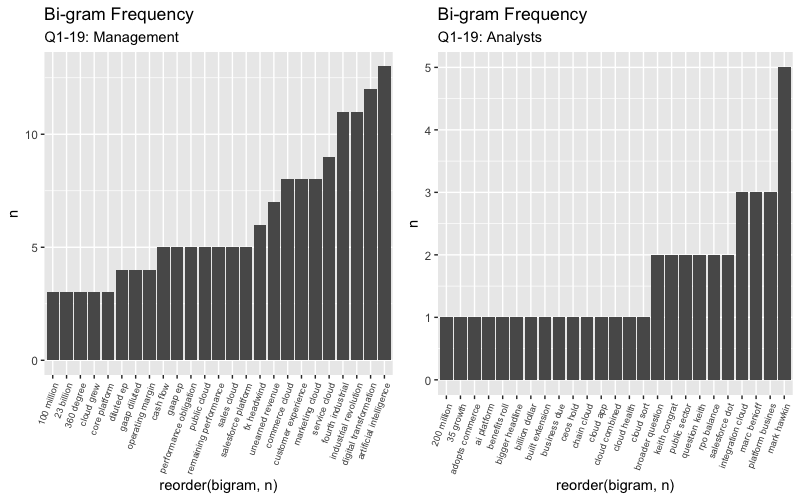 Bi-gram Frequency
Q1-19: Management
n
10
5
0
100 million
23 billion
360 degree
cloud grew
core platform
diluted ep
gaap diluted
operating margin
cash flow
gaap ep
performance obligation
public cloud
remaining performance
sales cloud
salesforce platform
fx headwind
unearned revenue
commerce cloud
customer experience
marketing cloud
service cloud
fourth industrial
industrial revolution
digital transformation
artificial intelligence
reorder(bigram, n)
Bi-gram Frequency
Q1-19: Analysts
n
5
4
3
2
1
0
200 million
35 growth
adopts commerce
ai platform
benefits roll
bigger headline
billion dollar
build extension
business due
ceos hold
chain cloud
cloud app
cloud combined
cloud health
cloud sort
broader question
keith congrat
public sector
question keith
rpo balance
salesforce dot
integration cloud
marc benioff
platform busines
mark hawkin
reorder(bigram, n)